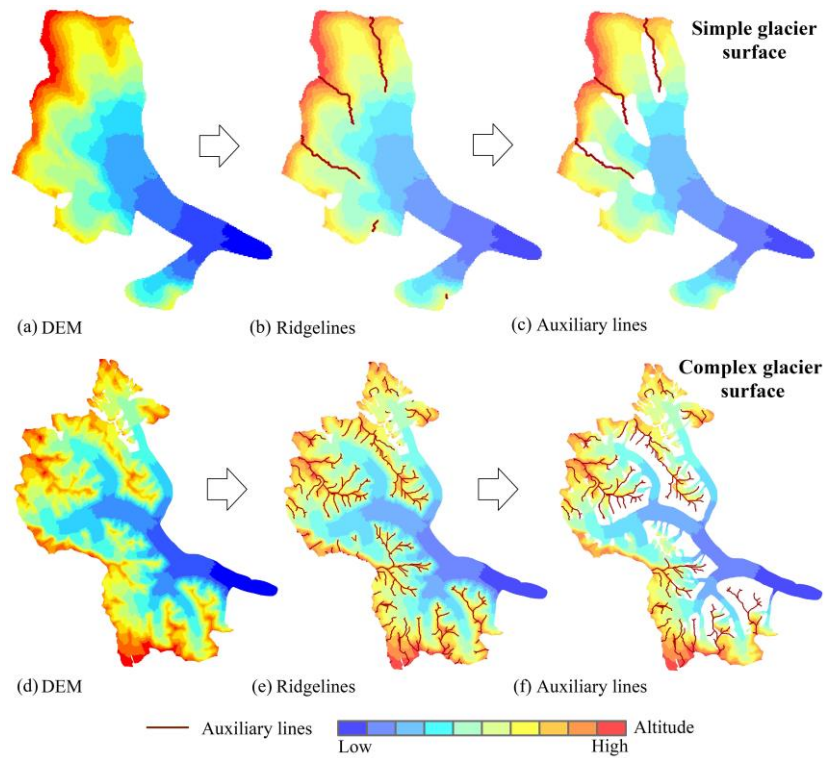 Simple glacier
surface
(a) DEM
(b) Ridgelines
(c) Auxiliary lines
Complex glacier
surface
(d) DEM
(e) Ridgelines
(f) Auxiliary lines
Auxiliary lines
Altitude
Low
High